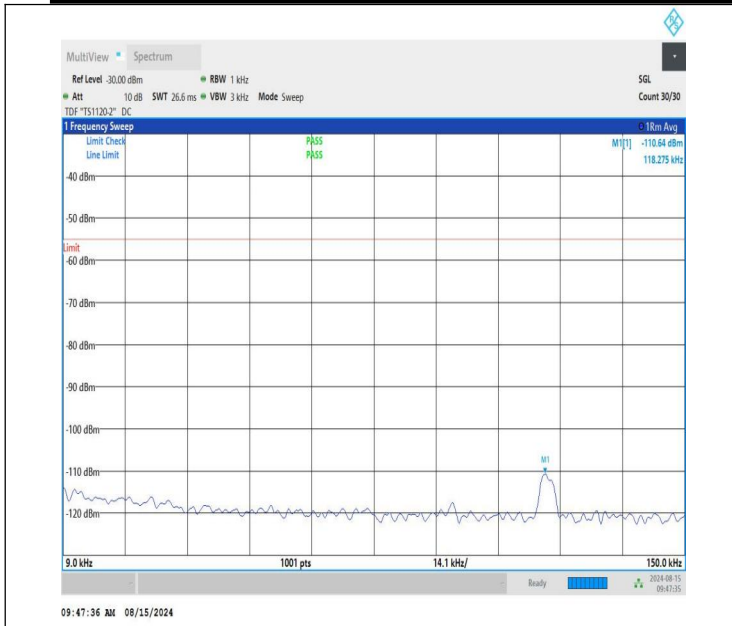 R S
MultiView Spectrum
Ref Level -30.00 dBm RBW 1 kHz SGL
Att 10 dB SWT 26.6 ms VBW 3 kHz Mode Sweep Count 30/30
TDF "TS1120-2" DC
1 Frequency Sweep 1Rm Avg
Limit Check PASS M1[1] -110.64 dBm
Line Limit PASS 118.275 kHz
-40 dBm
-50 dBm
Limit
-60 dBm
-70 dBm
-80 dBm
-90 dBm
-100 dBm
M1
-110 dBm
-120 dBm
9.0 kHz 1001 pts 14.1 kHz/ 150.0 kHz
Ready 2024-08-15
09:47:35
09:47:36 AM 08/15/2024